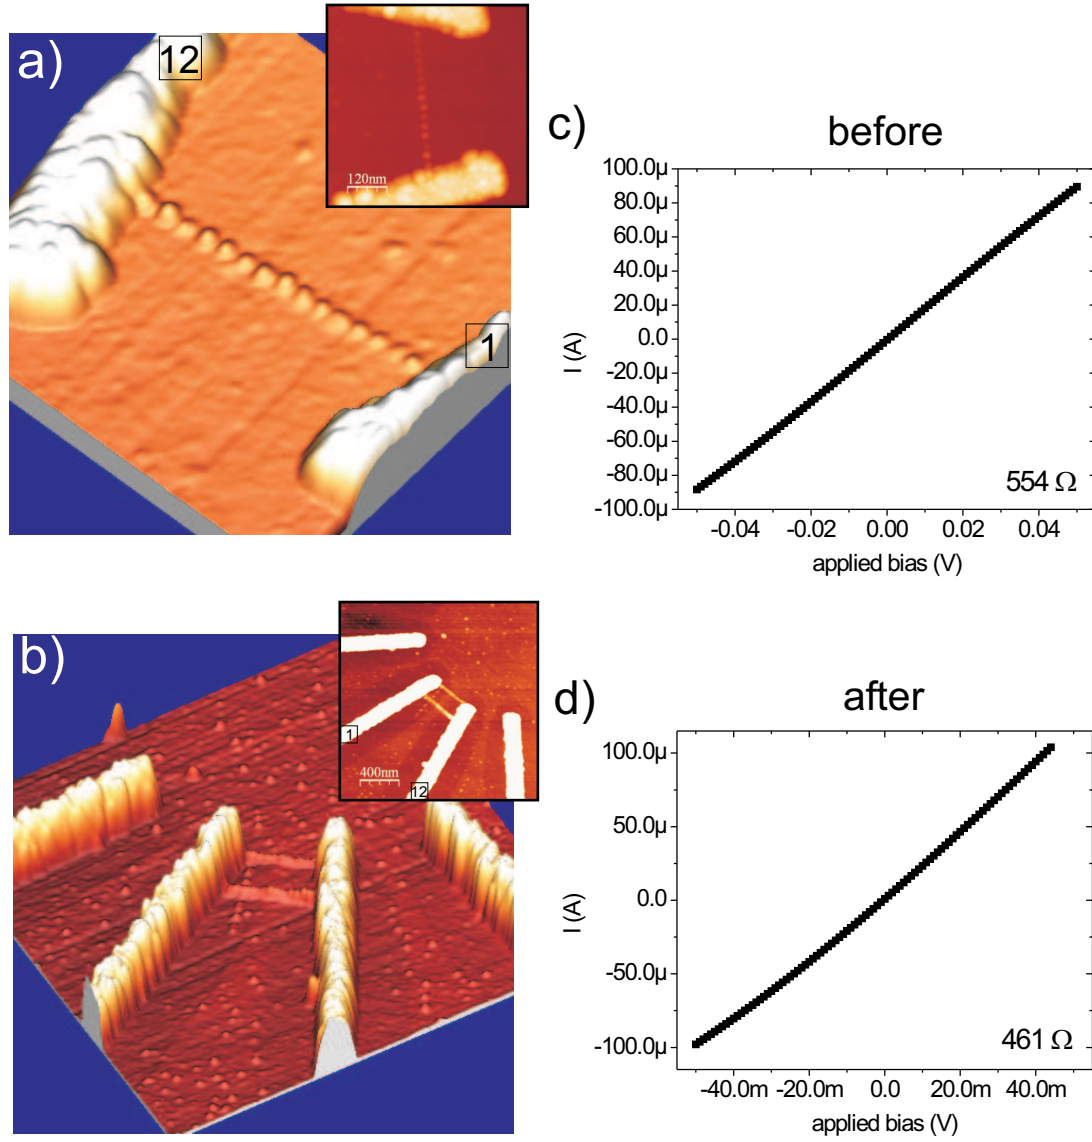 a)
12
1
120nm
c)
before
100.0µ
80.0µ
60.0µ
40.0µ
20.0µ
0.0
-20.0µ
-40.0µ
-60.0µ
-80.0µ
-100.0µ
I (A)
554 Ω
-0.04 -0.02 0.00 0.02 0.04
applied bias (V)
b)
1
12
400nm
d)
after
100.0µ
50.0µ
0.0
-50.0µ
-100.0µ
I (A)
461 Ω
-40.0m -20.0m 0.0 20.0m 40.0m
applied bias (V)